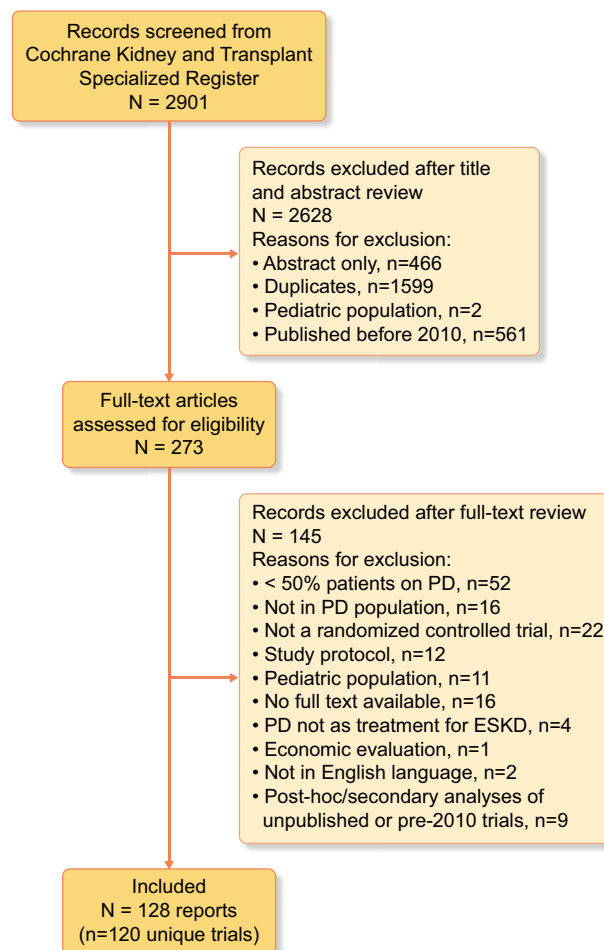 Records screened from
Cochrane Kidney and Transplant
Specialized Register
N = 2901
Records excluded after title
and abstract review
N = 2628
Reasons for exclusion:
• Abstract only, n=466
• Duplicates, n=1599
• Pediatric population, n=2
• Published before 2010, n=561
Full-text articles
assessed for eligibility
N = 273
Records excluded after full-text review
N = 145
Reasons for exclusion:
• < 50% patients on PD, n=52
• Not in PD population, n=16
• Not a randomized controlled trial, n=22
• Study protocol, n=12
• Pediatric population, n=11
• No full text available, n=16
• PD not as treatment for ESKD, n=4
• Economic evaluation, n=1
• Not in English language, n=2
• Post-hoc/secondary analyses of
unpublished or pre-2010 trials, n=9
Included
N = 128 reports
(n=120 unique trials)